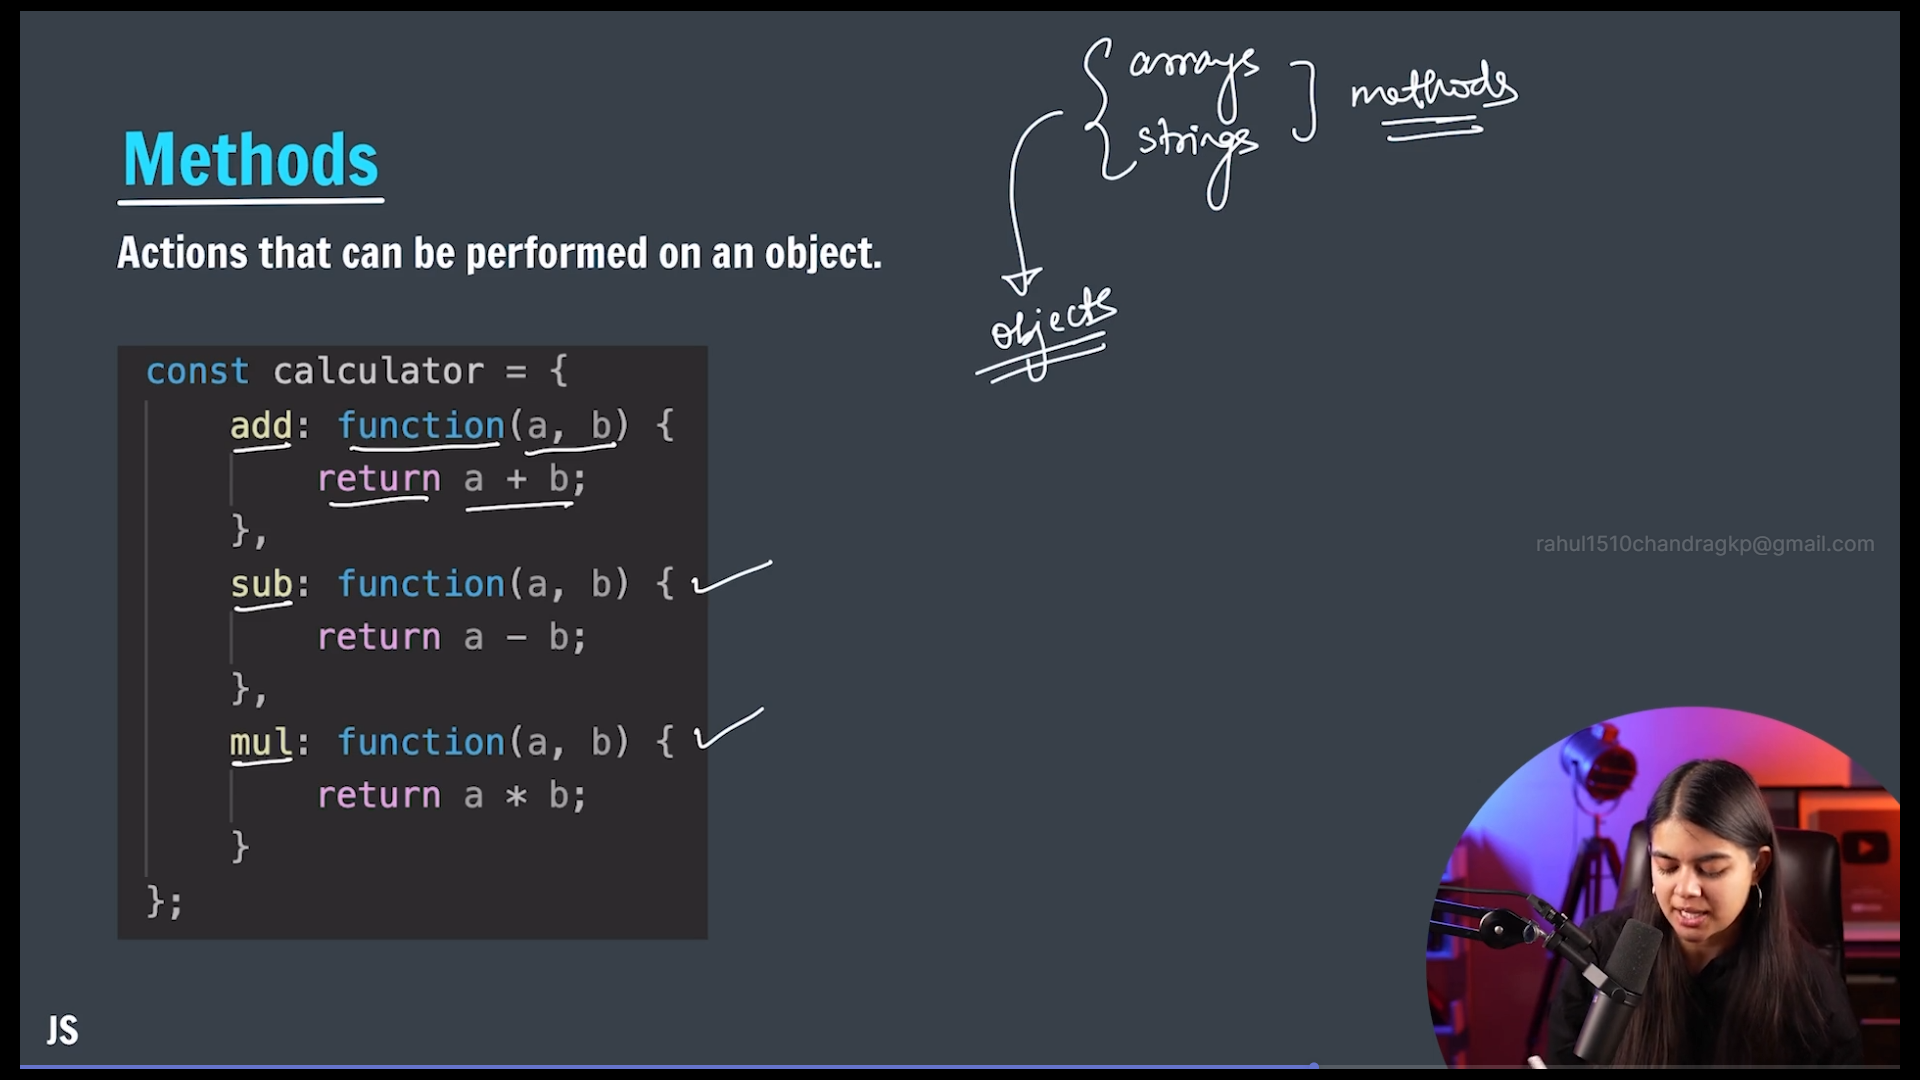 arrays
strings
methods
Methods
Actions that can be performed on an object.
objects
const calculator = {
add: function(a, b) {
return a + b;
},
sub: function(a, b) {
return a - b;
},
mul: function(a, b) {
return a * b;
}
};
rahul1510chandragkp@gmail.com
JS